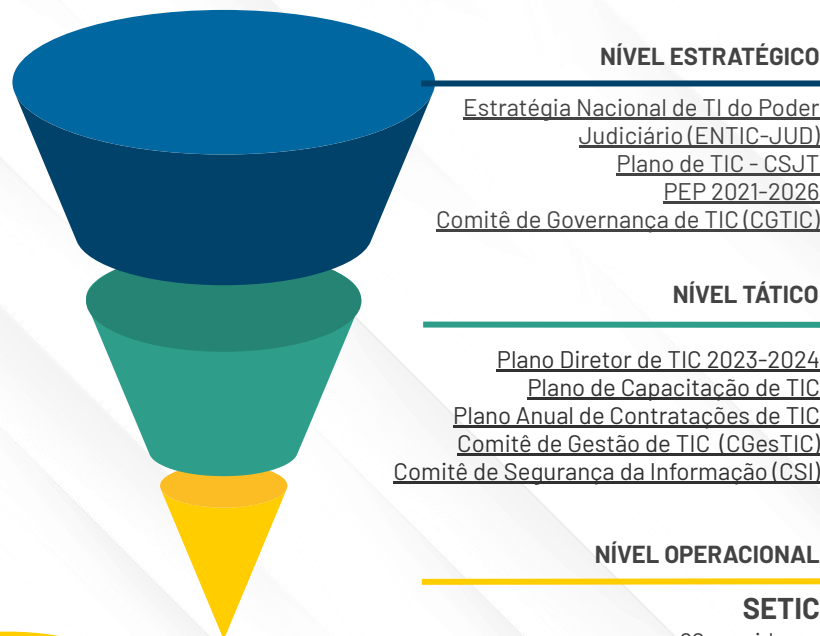 NÍVEL ESTRATÉGICO
Estratégia Nacional de TI do Poder
Judiciário (ENTIC-JUD)
Plano de TIC - CSJT
PEP 2021-2026
Comitê de Governança de TIC (CGTIC)
NÍVEL TÁTICO
Plano Diretor de TIC 2023-2024
Plano de Capacitação de TIC
Plano Anual de Contratações de TIC
Comitê de Gestão de TIC (CGesTIC)
Comitê de Segurança da Informação (CSI)
NÍVEL OPERACIONAL
SETIC